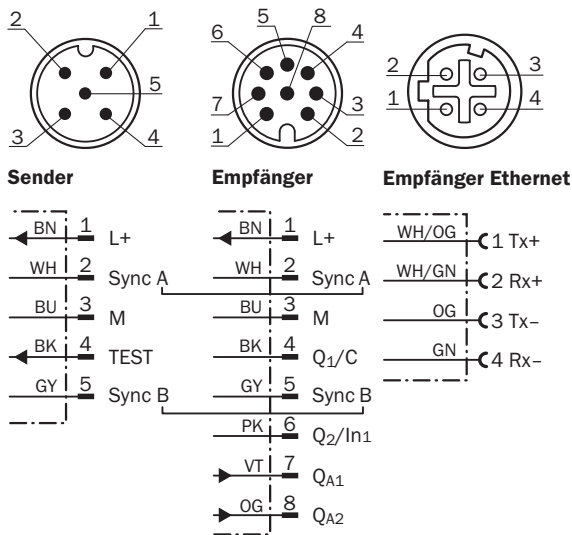 2 1 5 3 4
5 8 6 4 7 3 1 2
2 3 1 4
Sender
BN 1 L+
WH 2 Sync A
BU 3 M
BK 4 TEST
GY 5 Sync B
Empfänger
BN 1 L+
WH 2 Sync A
BU 3 M
BK 4 Q1/C
GY 5 Sync B
PK 6 Q2/In1
VT 7 QA1
OG 8 QA2
Empfänger Ethernet
WH/OG 1 Tx+
WH/GN 2 Rx+
OG 3 Tx–
GN 4 Rx–